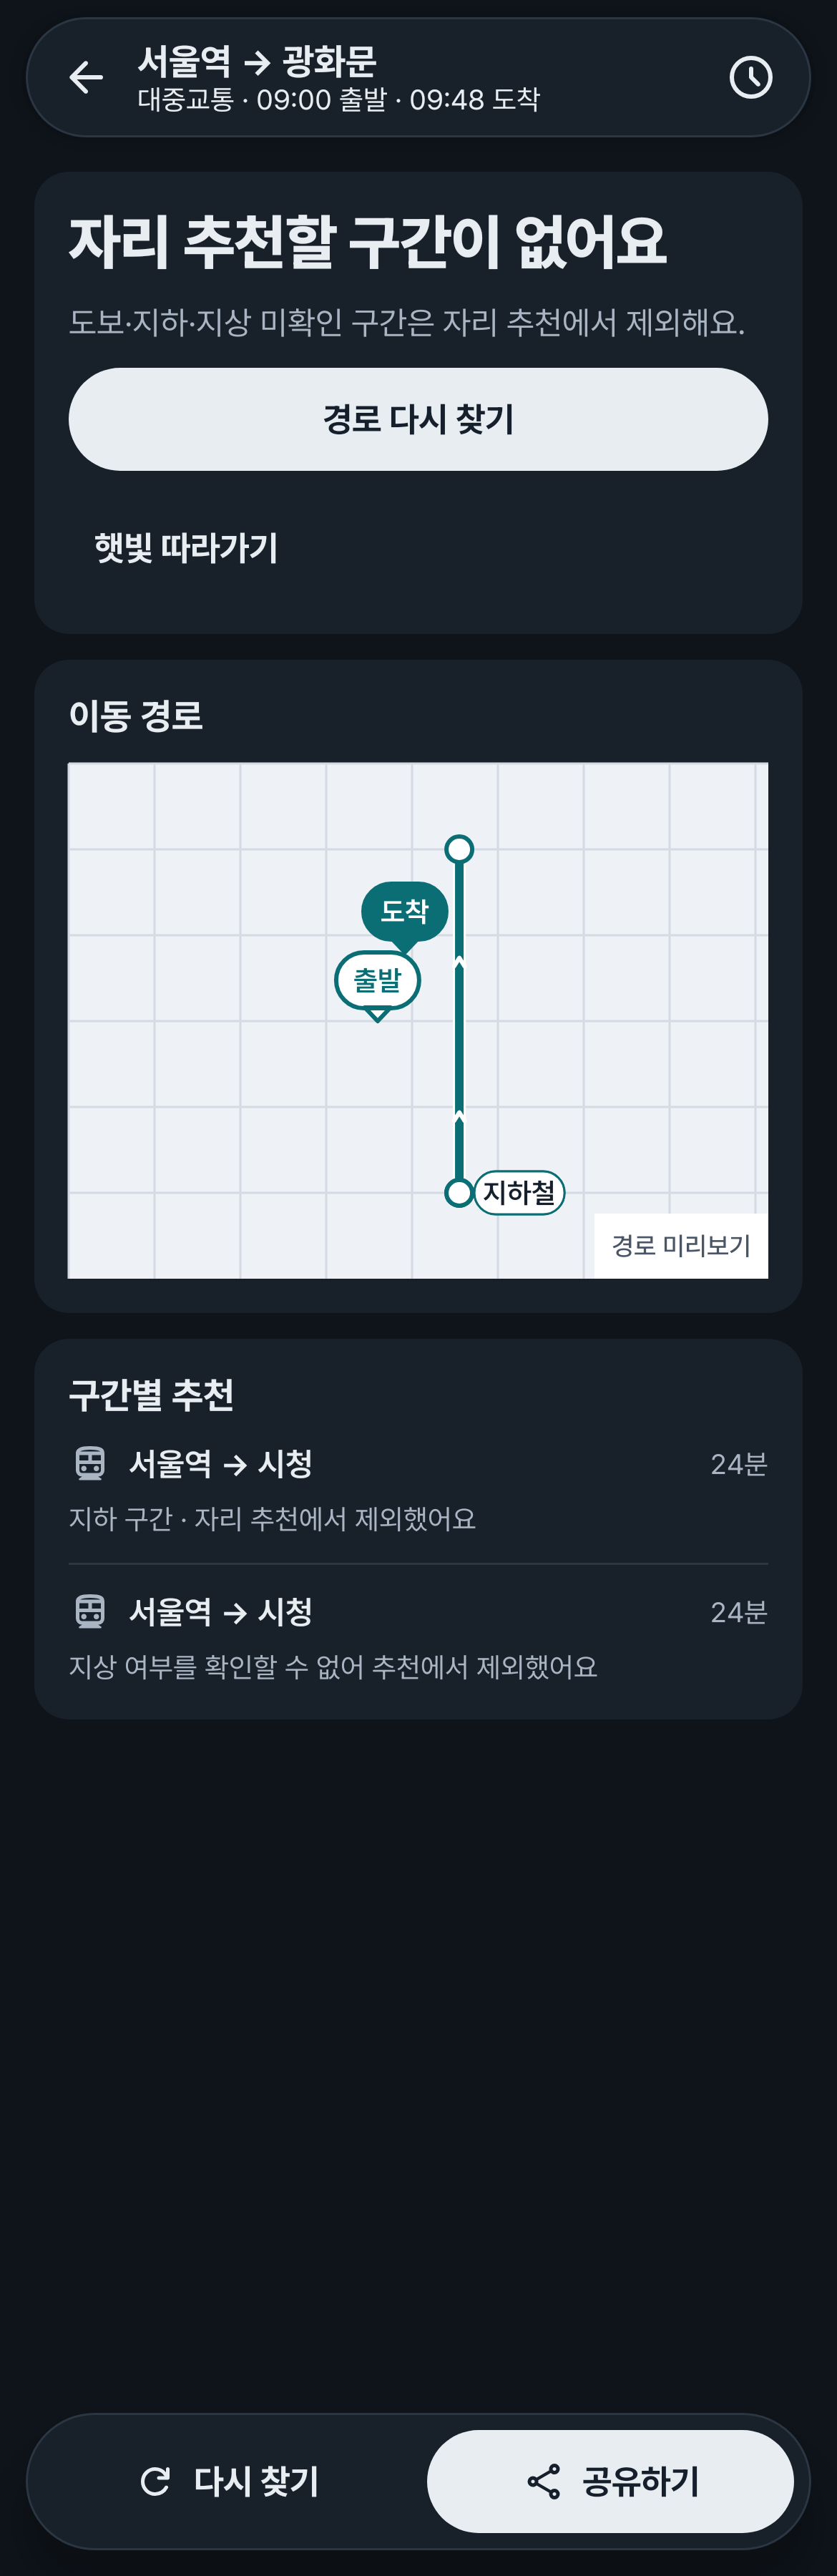 서울역 → 광화문
대중교통 · 09:00 출발 · 09:48 도착
자리 추천할 구간이 없어요
도보·지하·지상 미확인 구간은 자리 추천에서 제외해요.
경로 다시 찾기
햇빛 따라가기
이동 경로
도착
출발
지하철
경로 미리보기
구간별 추천
서울역 → 시청 24분
지하 구간 · 자리 추천에서 제외했어요
서울역 → 시청 24분
지상 여부를 확인할 수 없어 추천에서 제외했어요
다시 찾기 공유하기